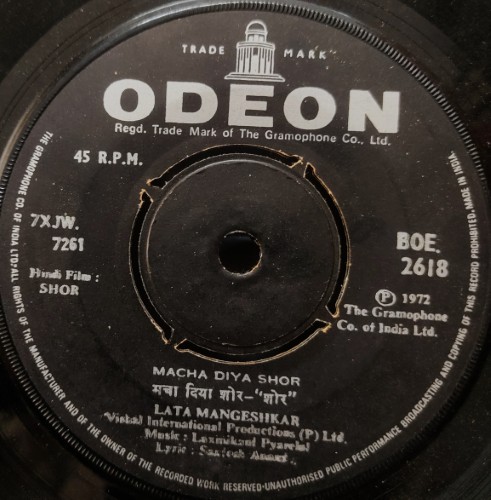 TRADE MARK
ODEON
Regd. Trade Mark of The Gramophone Co., Ltd.
45 R.P.M.
7XJW.
7261
BOE.
2618
Hindi Film :
SHOR
Ⓟ 1972
The Gramophone
Co. of India Ltd.
MACHA DIYA SHOR
मचा दिया शोर-"शोर"
LATA MANGESHKAR
Vishal International Productions (P) Ltd.
Music : Laxmikant Pyarelal
Lyric : Santosh Anand
THE GRAMOPHONE CO. OF INDIA LTD. ALL RIGHTS OF THE MANUFACTURER AND OF THE OWNER OF THE RECORDED WORK RESERVED-UNAUTHORISED PUBLIC PERFORMANCE BROADCASTING AND COPYING OF THIS RECORD PROHIBITED. MADE IN INDIA.